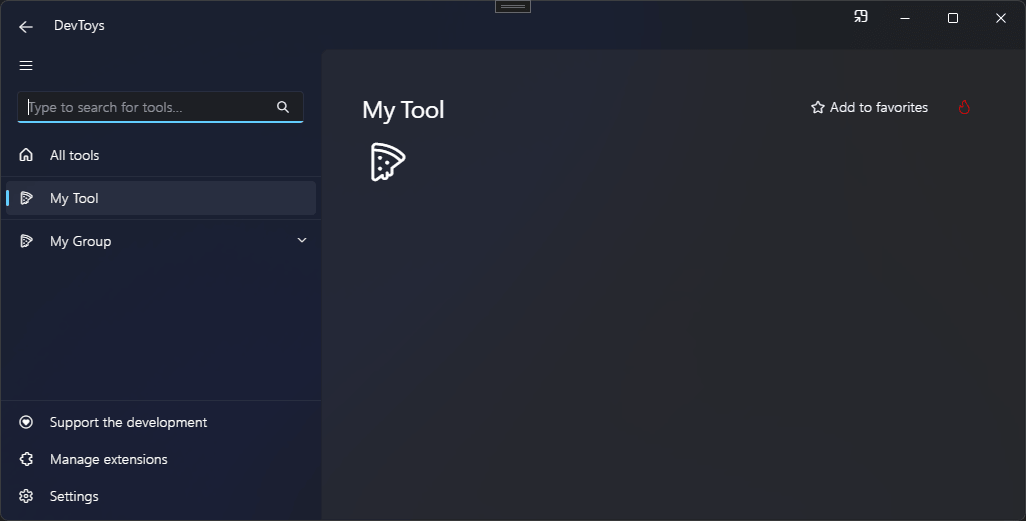 DevToys
Type to search for tools...
All tools
My Tool
My Group
Support the development
Manage extensions
Settings
My Tool
Add to favorites